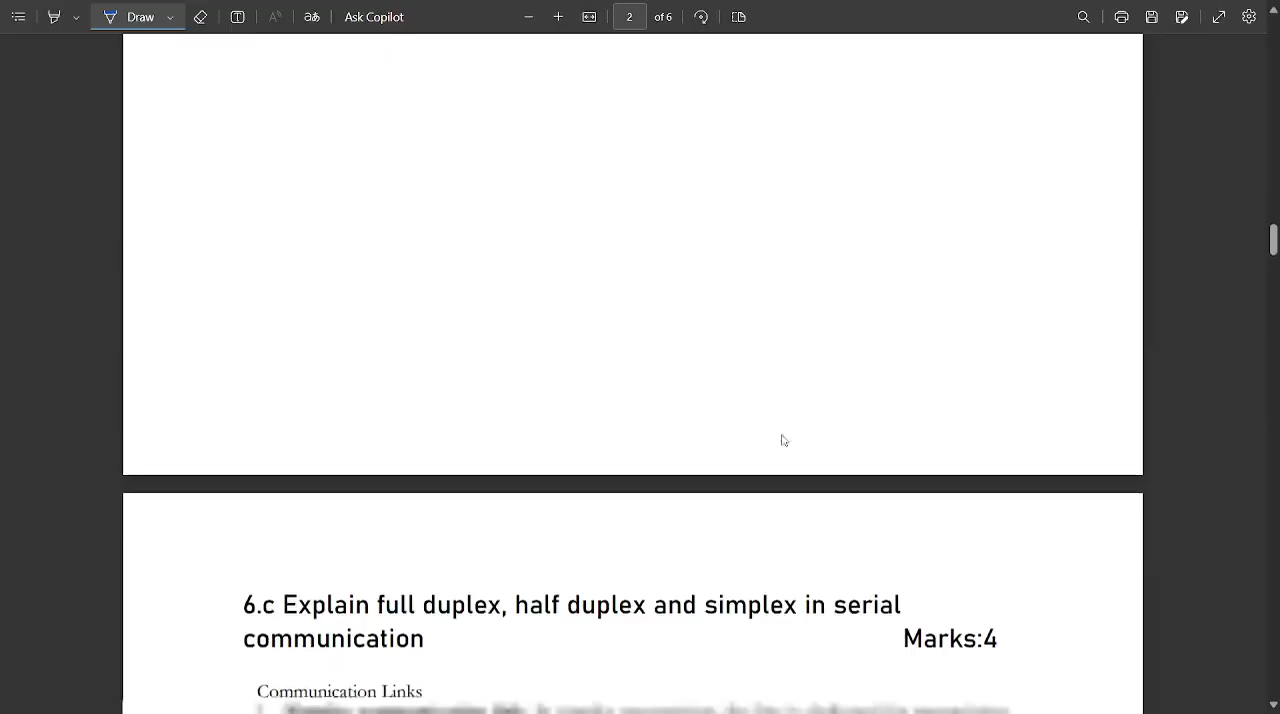 Draw
Ask Copilot
2 of 6
6.c Explain full duplex, half duplex and simplex in serial
communication Marks:4
Communication Links